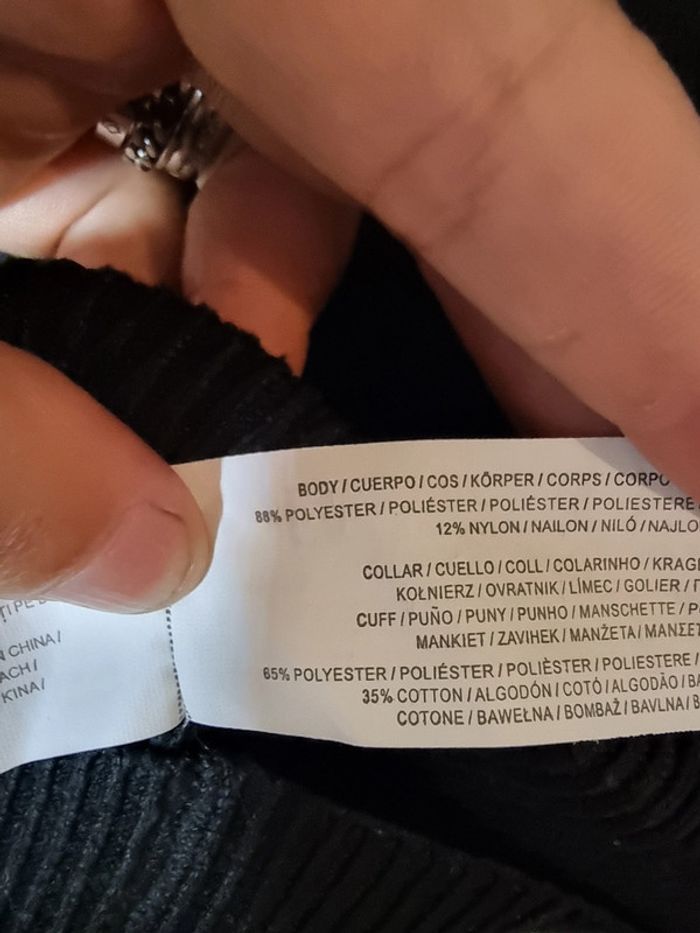 BODY / CUERPO / COS / KÖRPER / CORPS / CORPO
88% POLYESTER / POLIÉSTER / POLIÉSTER / POLIESTERE
12% NYLON / NAILON / NILÓ / NAJLO
COLLAR / CUELLO / COLL / COLARINHO / KRAG
KOŁNIERZ / OVRATNIK / LÍMEC / GOLIER /
CUFF / PUÑO / PUNY / PUNHO / MANSCHETTE /
MANKIET / ZAVIHEK / MANŽETA /
65% POLYESTER / POLIÉSTER / POLIÈSTER / POLIESTERE /
35% COTTON / ALGODÓN / COTÓ / ALGODÃO / BA
COTONE / BAWEŁNA / BOMBAŽ / BAVLNA / B
CHINA /
KINA /